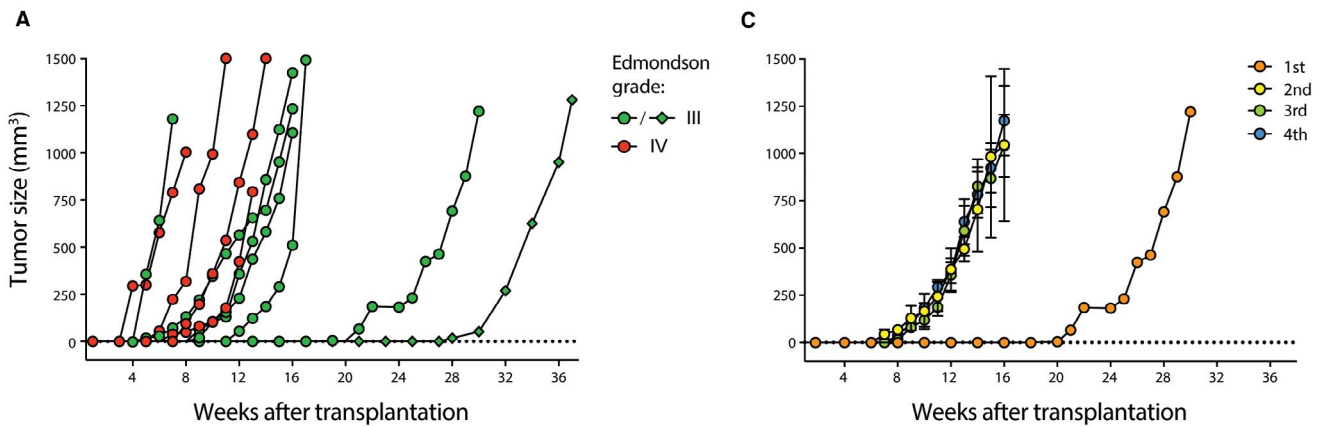 A
Tumor size (mm³)
1500
1250
1000
750
500
250
0
4 8 12 16 20 24 28 32 36
Weeks after transplantation
Edmondson
grade:
/ III
IV
C
1500
1250
1000
750
500
250
0
4 8 12 16 20 24 28 32 36
Weeks after transplantation
1st
2nd
3rd
4th